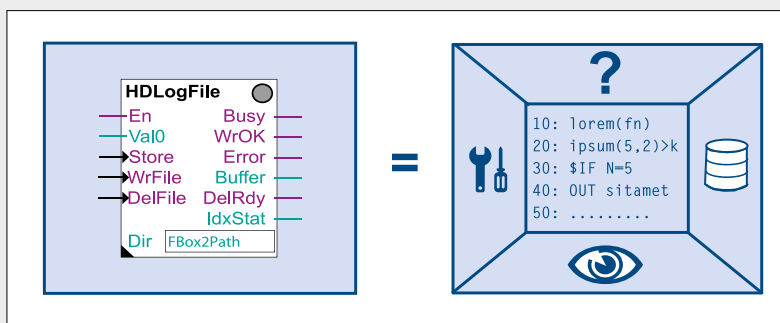 HDLogFile
En Busy
Val0 WrOK
Store Error
WrFile Buffer
DelFile DelRdy
IdxStat
Dir FBox2Path
=
?
10: lorem(fn)
20: ipsum(5,2)>k
30: $IF N=5
40: OUT sitamet
50: .........